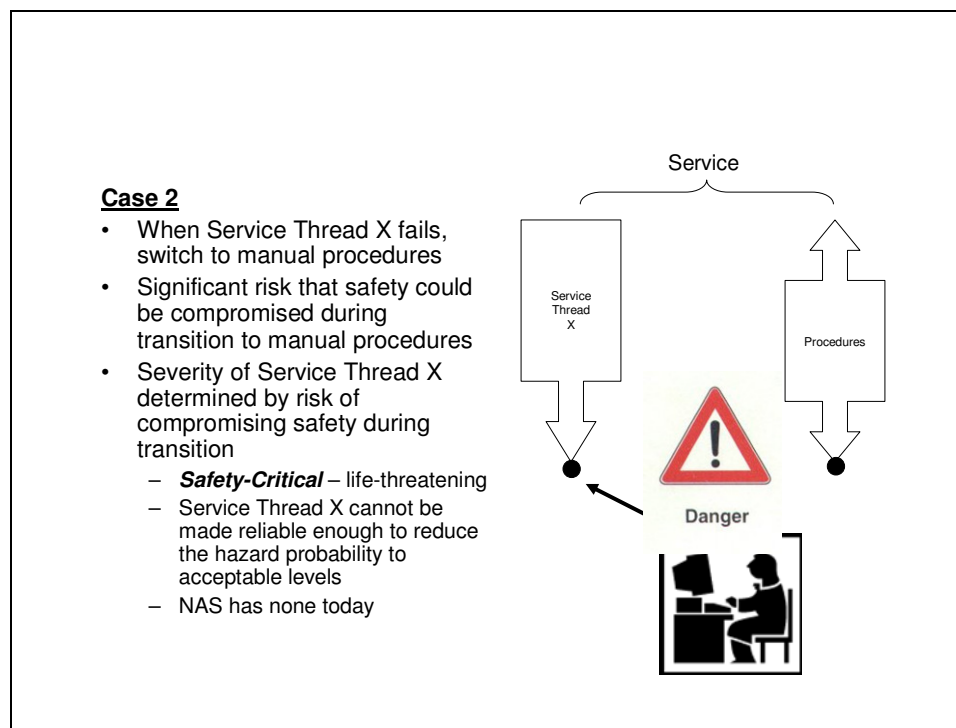 Case 2
• When Service Thread X fails,
switch to manual procedures
• Significant risk that safety could
be compromised during
transition to manual procedures
• Severity of Service Thread X
determined by risk of
compromising safety during
transition
– Safety-Critical – life-threatening
– Service Thread X cannot be
made reliable enough to reduce
the hazard probability to
acceptable levels
– NAS has none today
Service
Service
Thread
X
Procedures
!
Danger